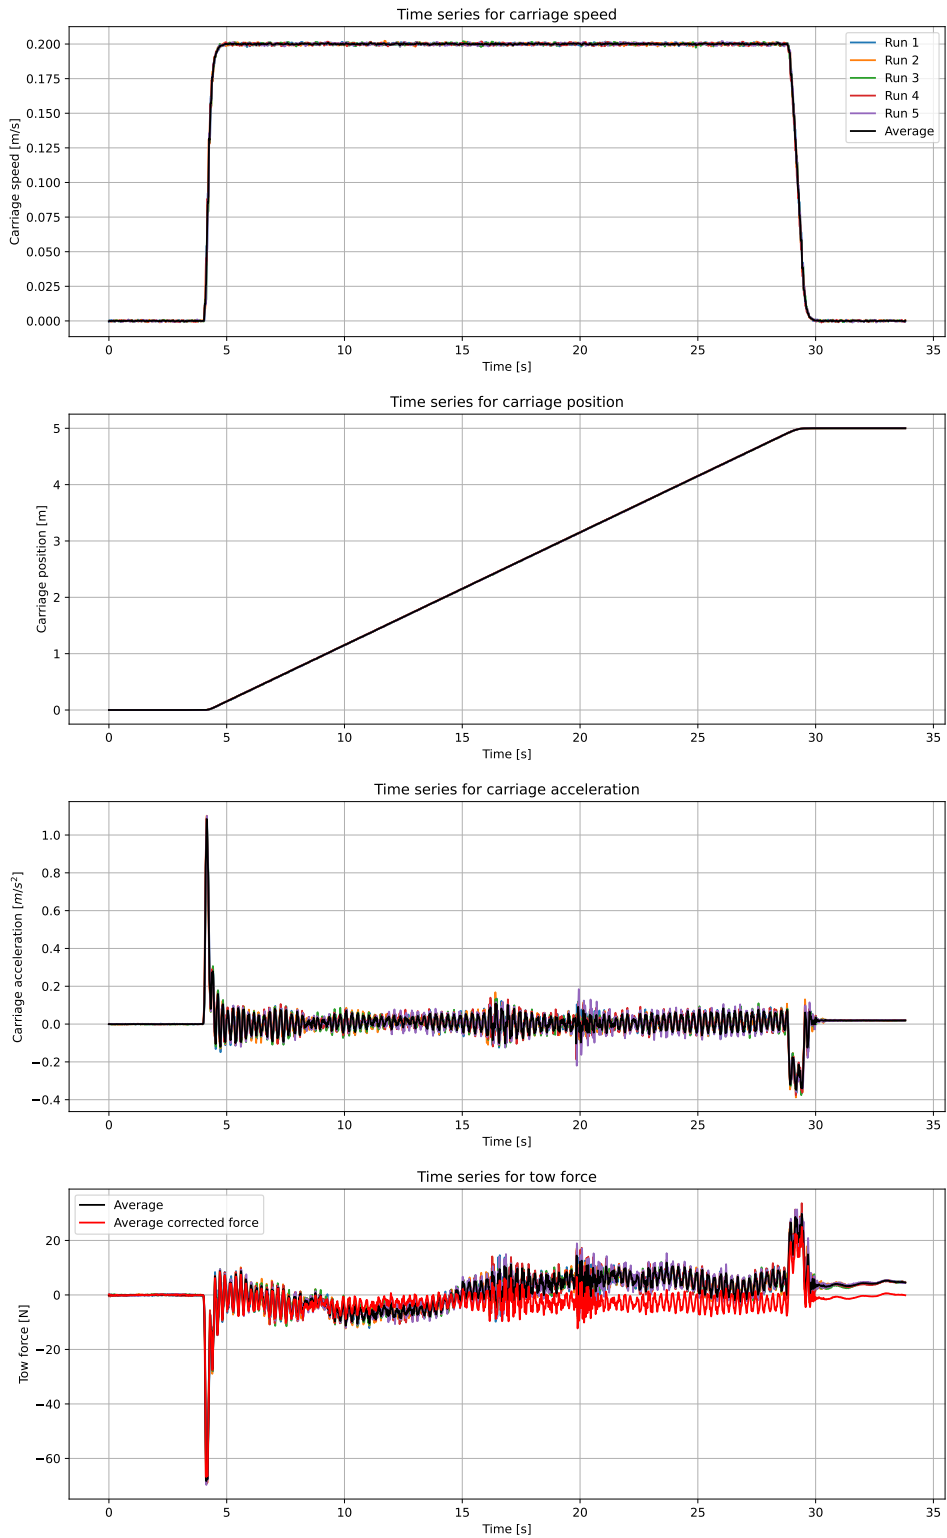 Time series for carriage speed
Carriage speed [m/s]
0.200
0.175
0.150
0.125
0.100
0.075
0.050
0.025
0.000
Run 1
Run 2
Run 3
Run 4
Run 5
Average
0 5 10 15 20 25 30 35
Time [s]
Time series for carriage position
Carriage position [m]
5
4
3
2
1
0
0 5 10 15 20 25 30 35
Time [s]
Time series for carriage acceleration
Carriage acceleration [m/s²]
1.0
0.8
0.6
0.4
0.2
0.0
−0.2
−0.4
0 5 10 15 20 25 30 35
Time [s]
Time series for tow force
Tow force [N]
Average
Average corrected force
20
0
−20
−40
−60
0 5 10 15 20 25 30 35
Time [s]